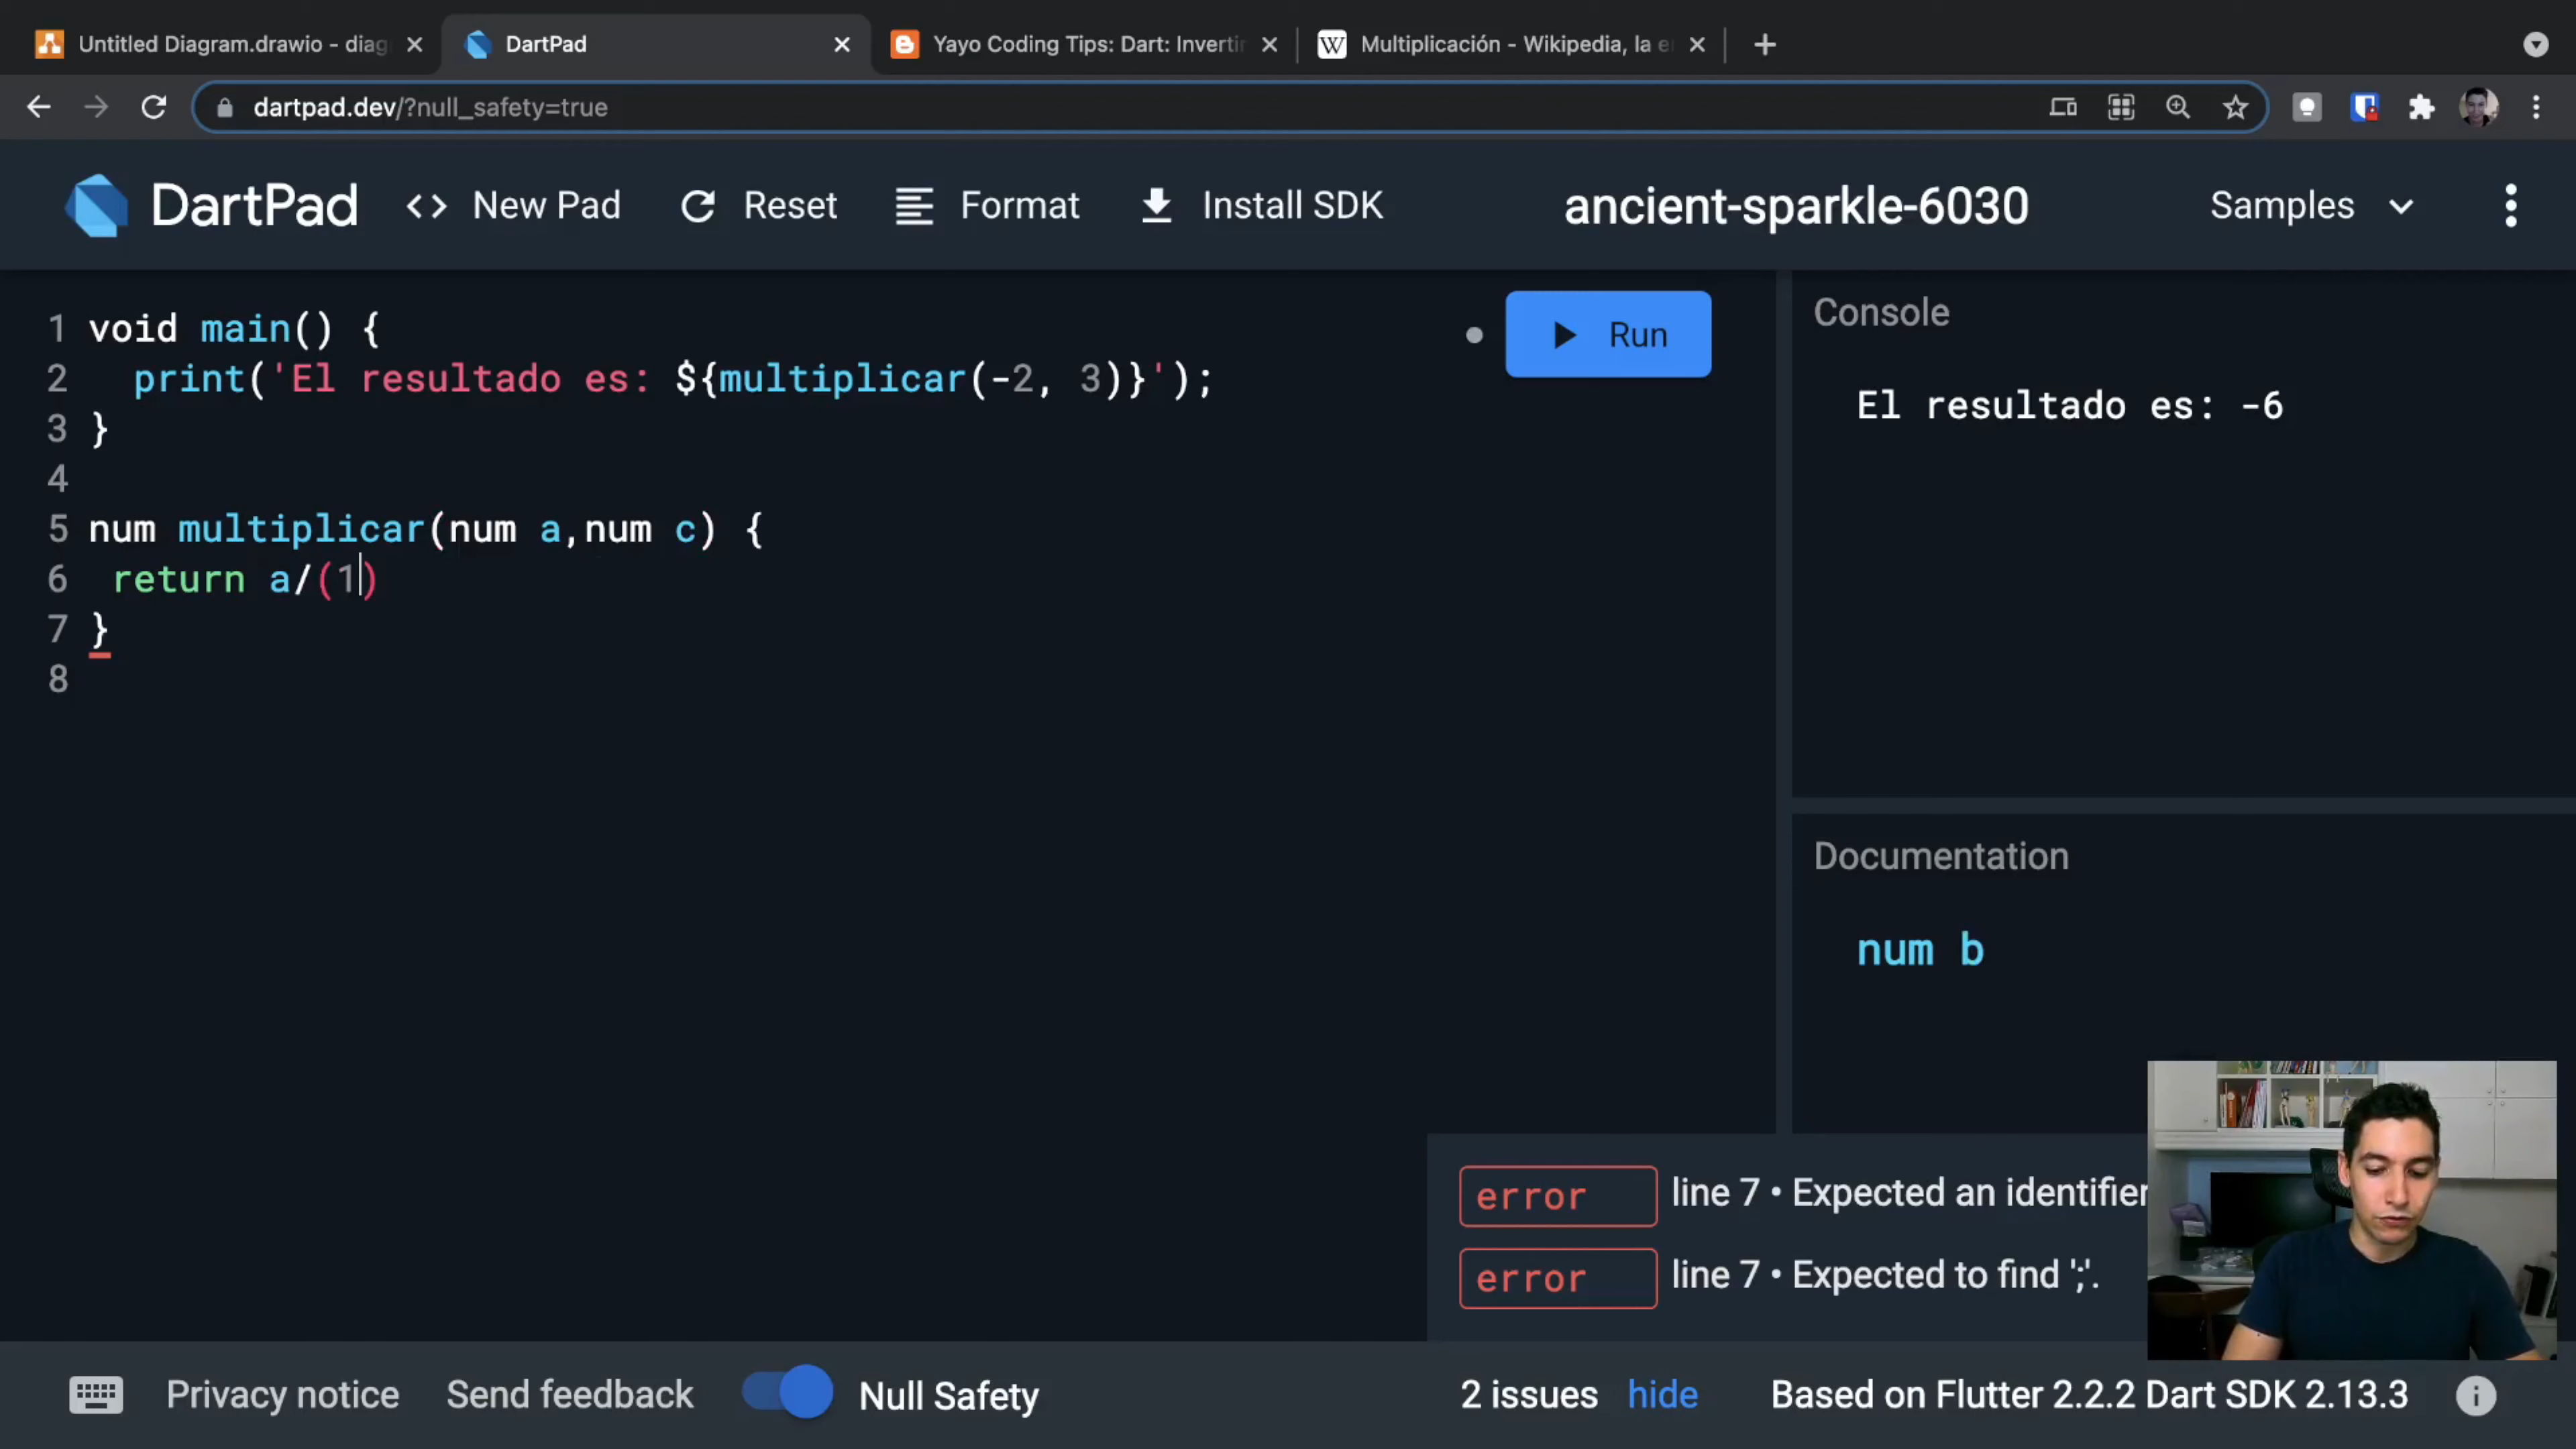 Untitled Diagram.drawio - diag
DartPad
Yayo Coding Tips: Dart: Inverti
W Multiplicación - Wikipedia, la e
dartpad.dev/?null_safety=true
DartPad
New Pad
Reset
Format
Install SDK
ancient-sparkle-6030
Samples
1 void main() {
2 print('El resultado es: ${multiplicar(-2, 3)}');
3 }
4
5 num multiplicar(num a,num c) {
6 return a/(1)
7 }
8
Run
Console
El resultado es: -6
Documentation
num b
error line 7 • Expected an identifier
error line 7 • Expected to find ';'.
Privacy notice
Send feedback
Null Safety
2 issues hide
Based on Flutter 2.2.2 Dart SDK 2.13.3